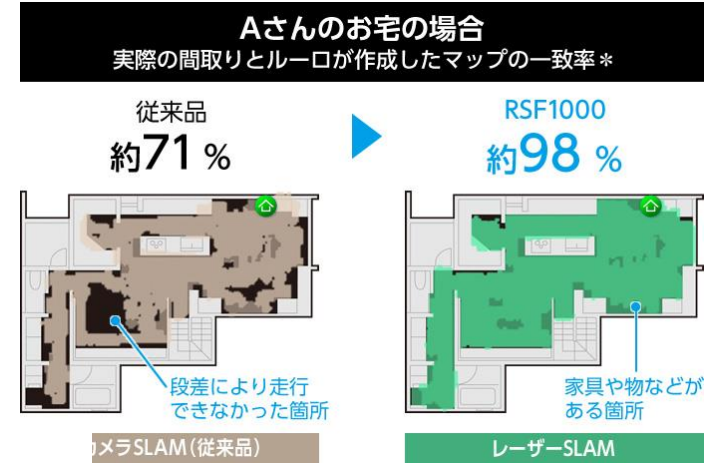 Aさんのお宅の場合
実際の間取りとルーロが作成したマップの一致率＊
従来品
約71 %
RSF1000
約98 %
段差により走行
できなかった箇所
家具や物などが
ある箇所
カメラSLAM（従来品）
レーザーSLAM